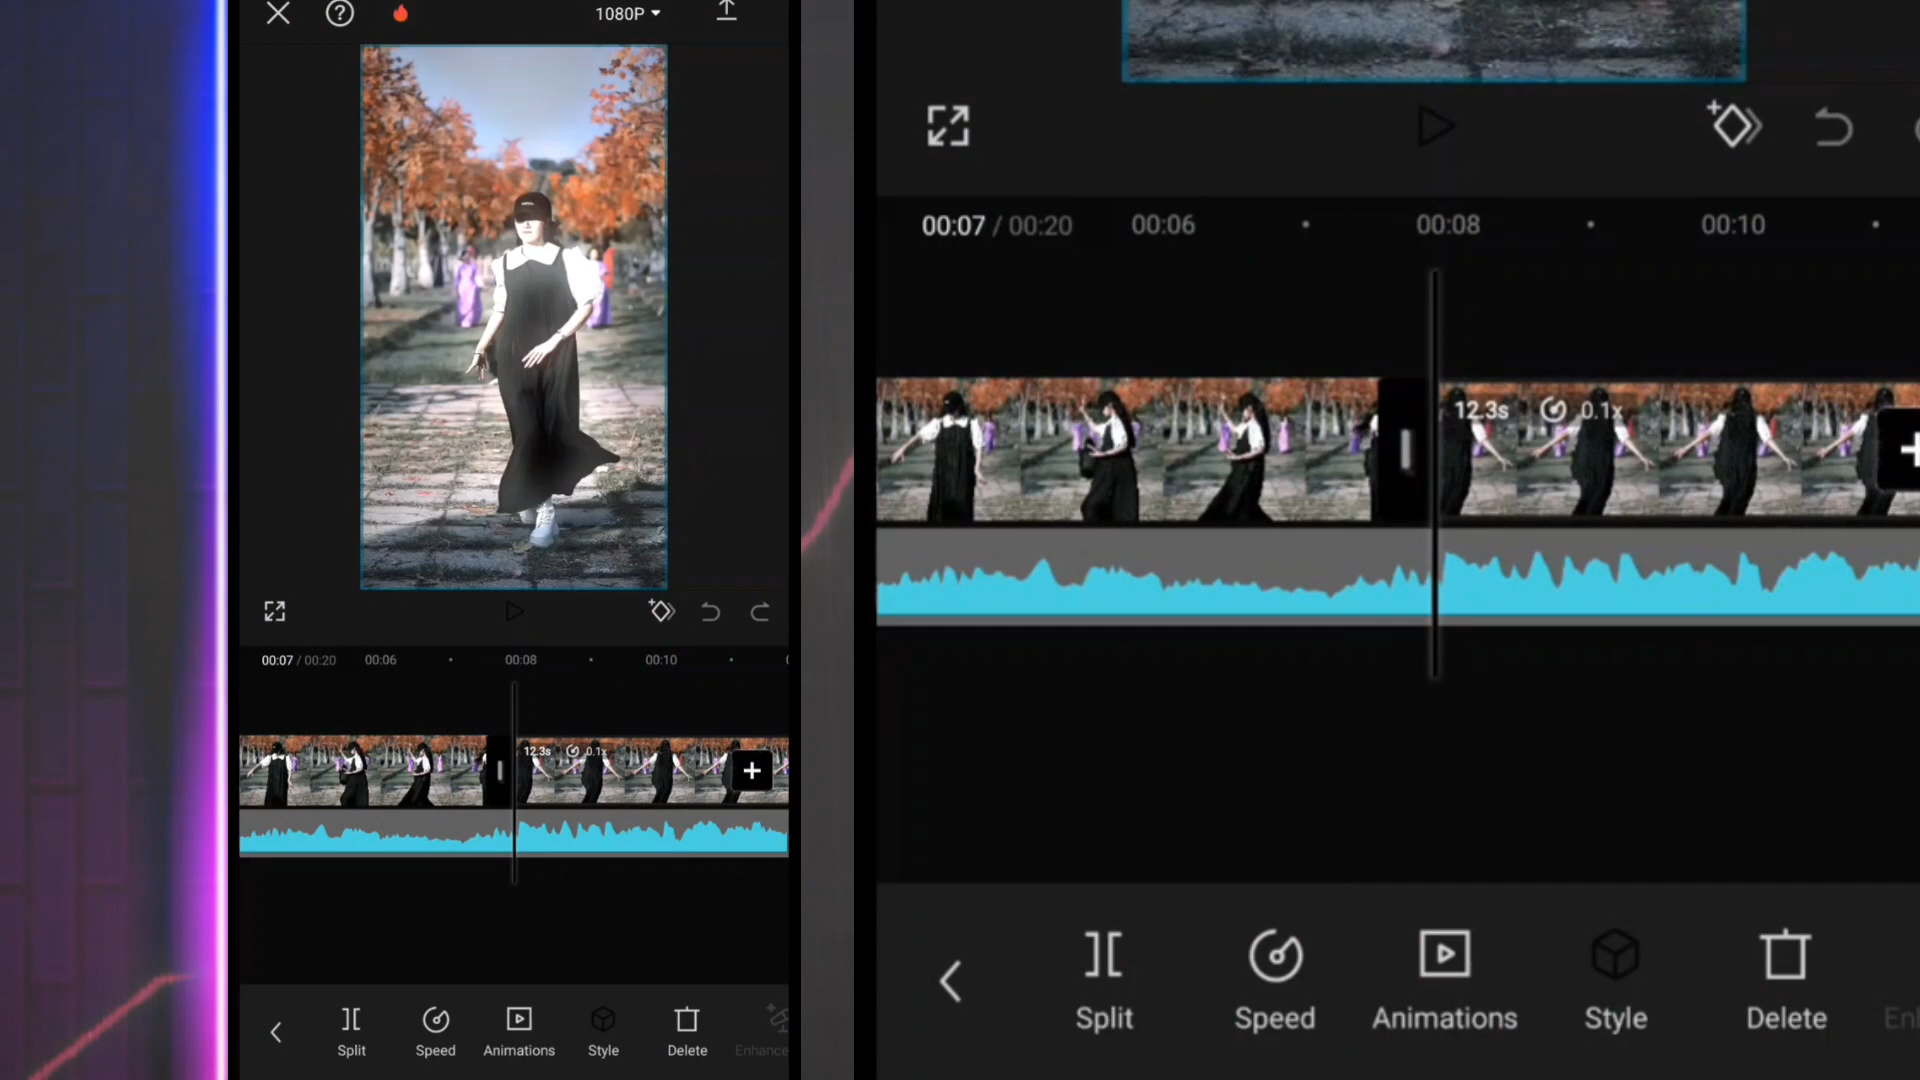 1080P
00:07 / 00:20 00:06 00:08 00:10
12.3s 0.1x
Split Speed Animations Style Delete Enhance
00:07 / 00:20 00:06 00:08 00:10
12.3s 0.1x
Split Speed Animations Style Delete